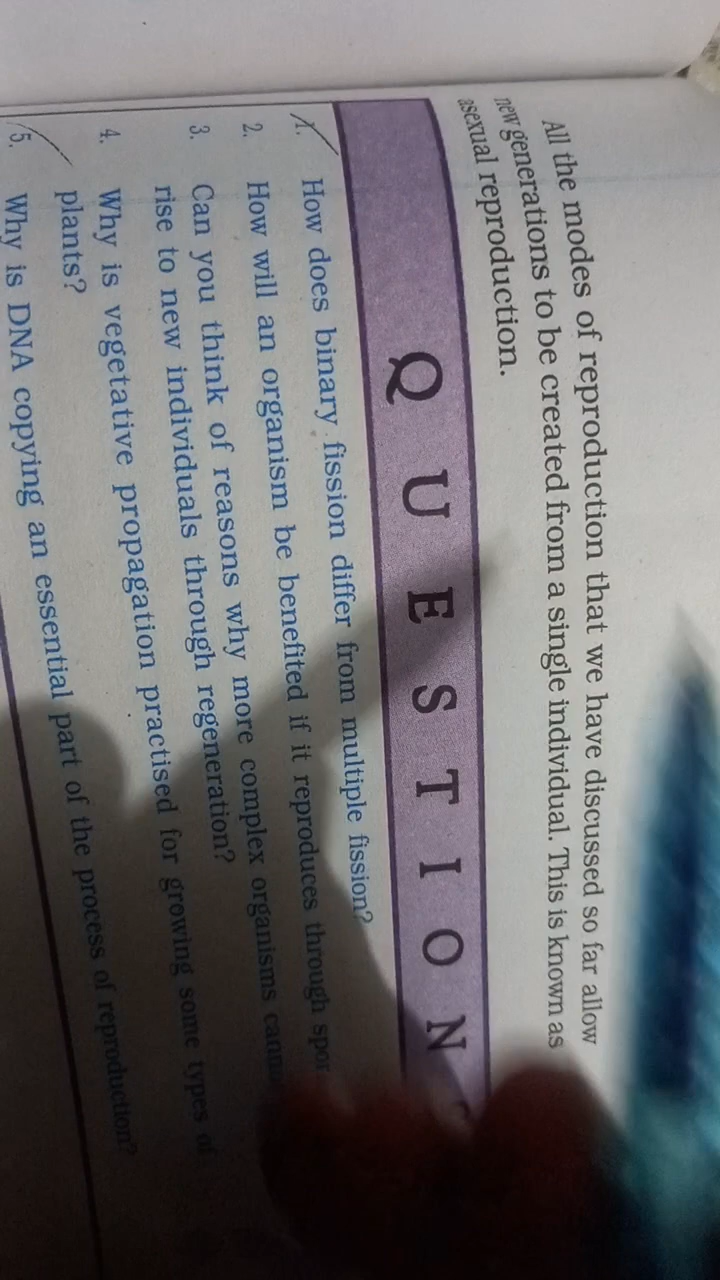 All the modes of reproduction that we have discussed so far allow
new generations to be created from a single individual. This is known as
asexual reproduction.
Q U E S T I O N
1. How does binary fission differ from multiple fission?
2. How will an organism be benefited if it reproduces through spor
3. Can you think of reasons why more complex organisms
rise to new individuals through regeneration?
4. Why is vegetative propagation practised for growing some types of
plants?
5. Why is DNA copying an essential part of the process of reproduction?